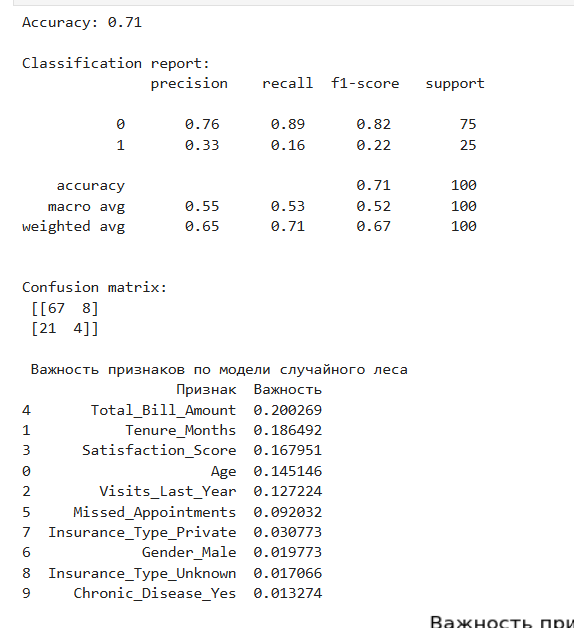 Accuracy: 0.71
Classification report:
precision recall f1-score support
0 0.76 0.89 0.82 75
1 0.33 0.16 0.22 25
accuracy 0.71 100
macro avg 0.55 0.53 0.52 100
weighted avg 0.65 0.71 0.67 100
Confusion matrix:
[[67 8]
[21 4]]
Важность признаков по модели случайного леса
Признак Важность
4 Total_Bill_Amount 0.200269
1 Tenure_Months 0.186492
3 Satisfaction_Score 0.167951
0 Age 0.145146
2 Visits_Last_Year 0.127224
5 Missed_Appointments 0.092032
7 Insurance_Type_Private 0.030773
6 Gender_Male 0.019773
8 Insurance_Type_Unknown 0.017066
9 Chronic_Disease_Yes 0.013274
Важность